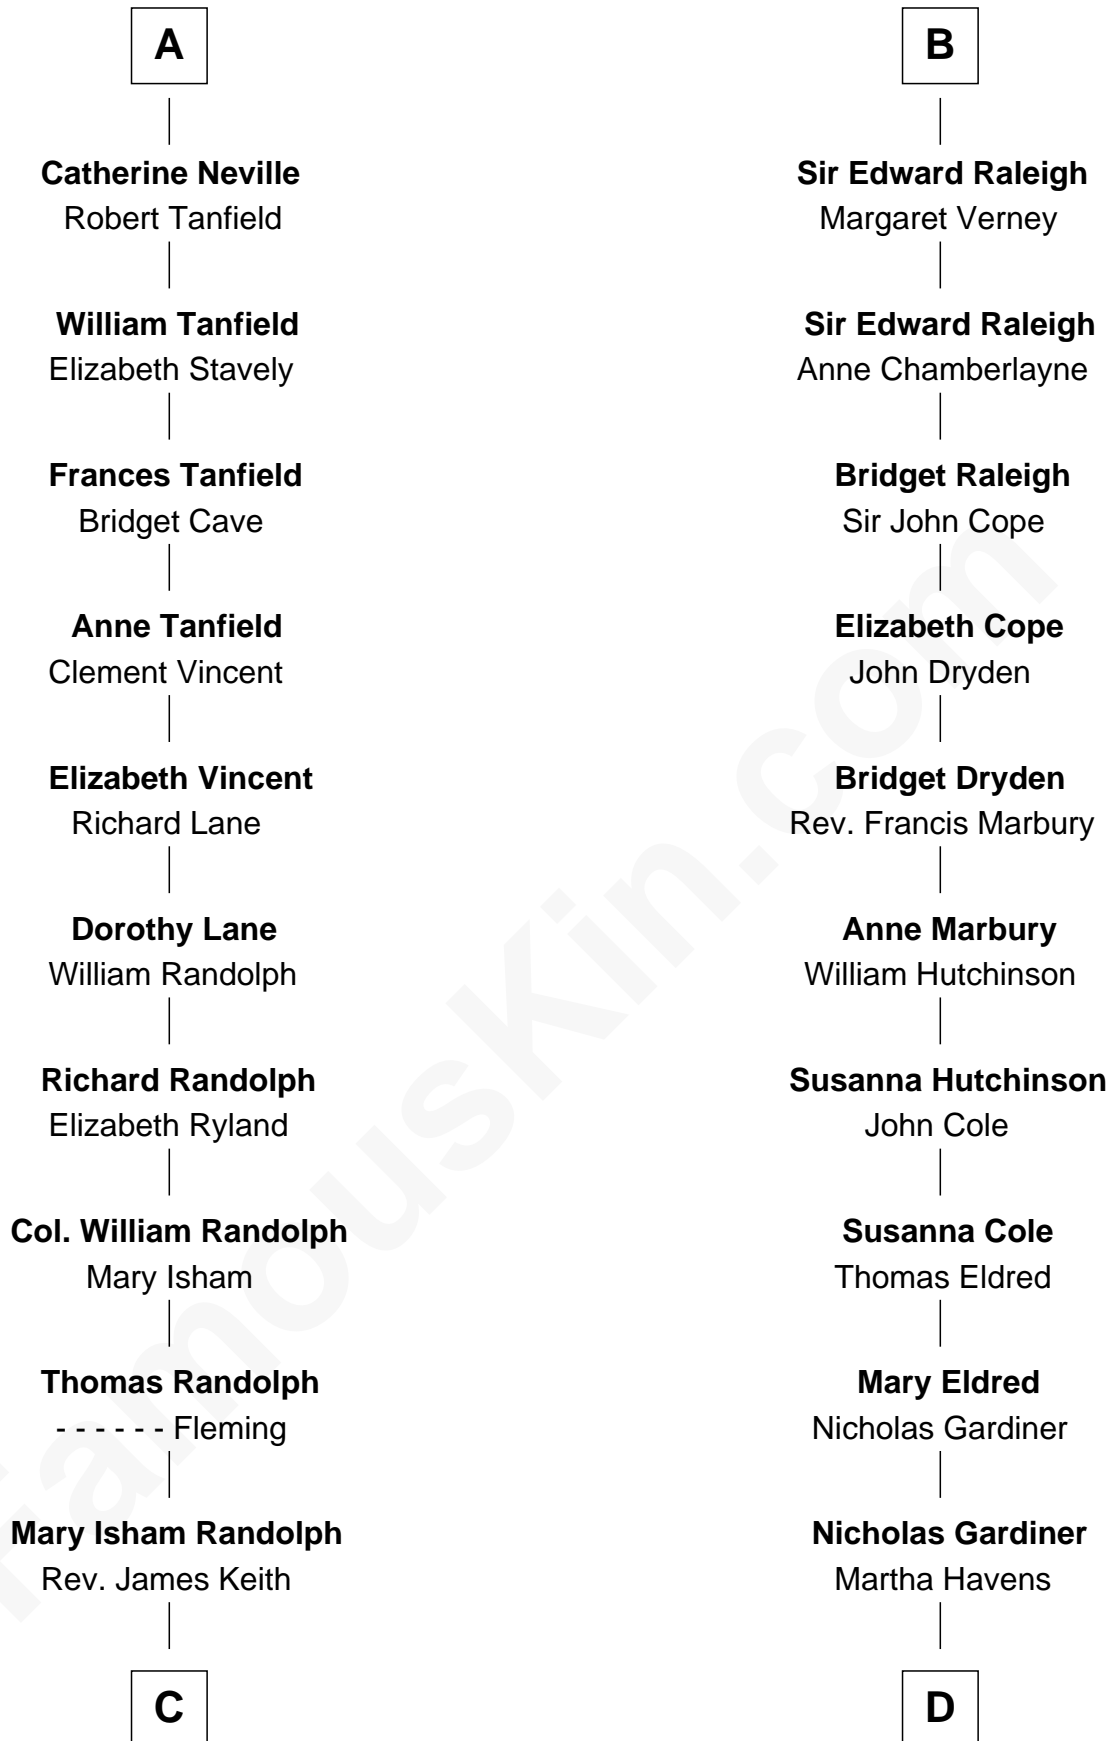 A
Catherine Neville
Robert Tanfield
William Tanfield
Elizabeth Stavely
Frances Tanfield
Bridget Cave
Anne Tanfield
Clement Vincent
Elizabeth Vincent
Richard Lane
Dorothy Lane
William Randolph
Richard Randolph
Elizabeth Ryland
Col. William Randolph
Mary Isham
Thomas Randolph
- - - - - - Fleming
Mary Isham Randolph
Rev. James Keith
C
B
Sir Edward Raleigh
Margaret Verney
Sir Edward Raleigh
Anne Chamberlayne
Bridget Raleigh
Sir John Cope
Elizabeth Cope
John Dryden
Bridget Dryden
Rev. Francis Marbury
Anne Marbury
William Hutchinson
Susanna Hutchinson
John Cole
Susanna Cole
Thomas Eldred
Mary Eldred
Nicholas Gardiner
Nicholas Gardiner
Martha Havens
D
FamousKin.com